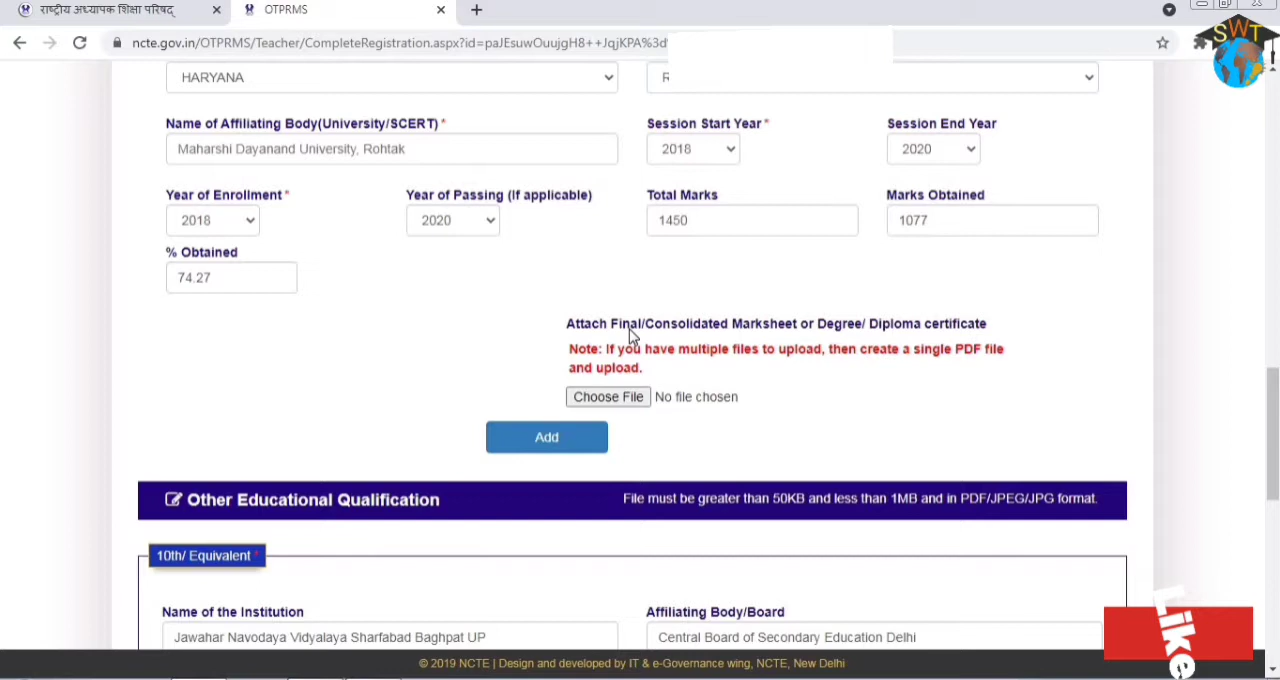 राष्ट्रीय अध्यापक शिक्षा परिषद्
OTPRMS
ncte.gov.in/OTPRMS/Teacher/CompleteRegistration.aspx?id=paJEsuwOuujgH8++JqjKPA%3d
SWT
HARYANA
R
Name of Affiliating Body(University/SCERT)*
Session Start Year*
Session End Year
Maharshi Dayanand University, Rohtak
2018
2020
Year of Enrollment*
Year of Passing (If applicable)
Total Marks
Marks Obtained
2018
2020
1450
1077
% Obtained
74.27
Attach Final/Consolidated Marksheet or Degree/ Diploma certificate
Note: If you have multiple files to upload, then create a single PDF file
and upload.
Choose File No file chosen
Add
Other Educational Qualification
File must be greater than 50KB and less than 1MB and in PDF/JPEG/JPG format.
10th/ Equivalent *
Name of the Institution
Affiliating Body/Board
Jawahar Navodaya Vidyalaya Sharfabad Baghpat UP
Central Board of Secondary Education Delhi
Like
© 2019 NCTE | Design and developed by IT & e-Governance wing, NCTE, New Delhi